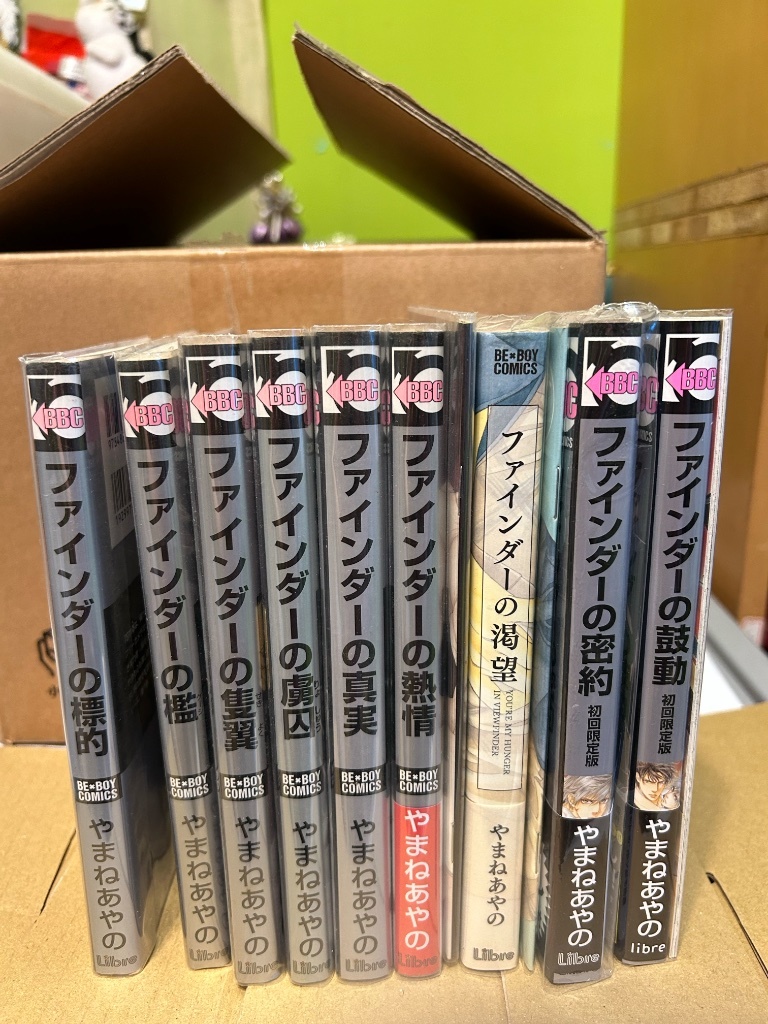 BBC
ファインダーの標的
BE×BOY
COMICS
やまねあやの
Libre
BBC
ファインダーの檻
やまねあやの
Libre
BBC
ファインダーの隻翼
BE×BOY
COMICS
やまねあやの
Libre
BBC
ファインダーの虜囚
BE×BOY
COMICS
やまねあやの
Libre
BBC
ファインダーの真実
BE×BOY
COMICS
やまねあやの
Libre
BBC
ファインダーの熱情
BE×BOY
COMICS
やまねあやの
Libre
BE×BOY
COMICS
ファインダーの渇望
YOU'RE MY HUNGER
IN VIEWFINDER
やまねあやの
Libre
BBC
ファインダーの密約
初回限定版
やまねあやの
Libre
BBC
ファインダーの鼓動
初回限定版
やまねあやの
libre